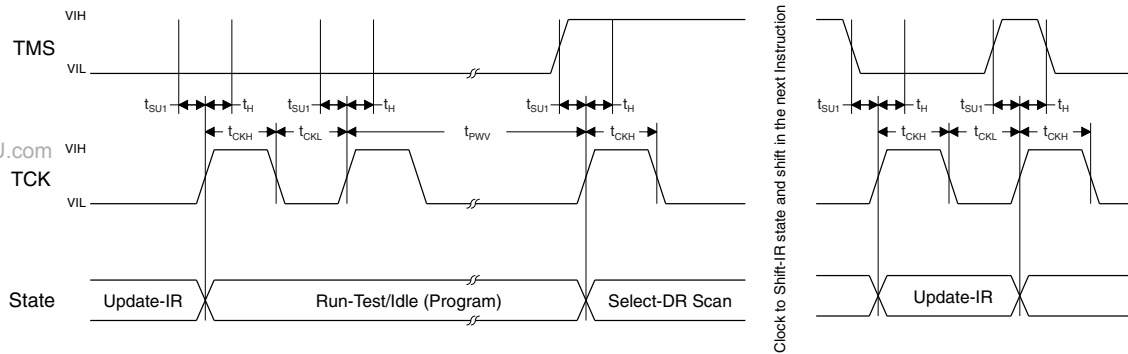 VIH
TMS
VIL
tSU1 tH tSU1 tH tSU1 tH tSU1 tH tSU1 tH
tCKH tCKL tPWV tCKH tCKH tCKL tCKH
J.com
VIH
TCK
VIL
State
Update-IR
Run-Test/Idle (Program)
Select-DR Scan
Clock to Shift-IR state and shift in the next Instruction
Update-IR